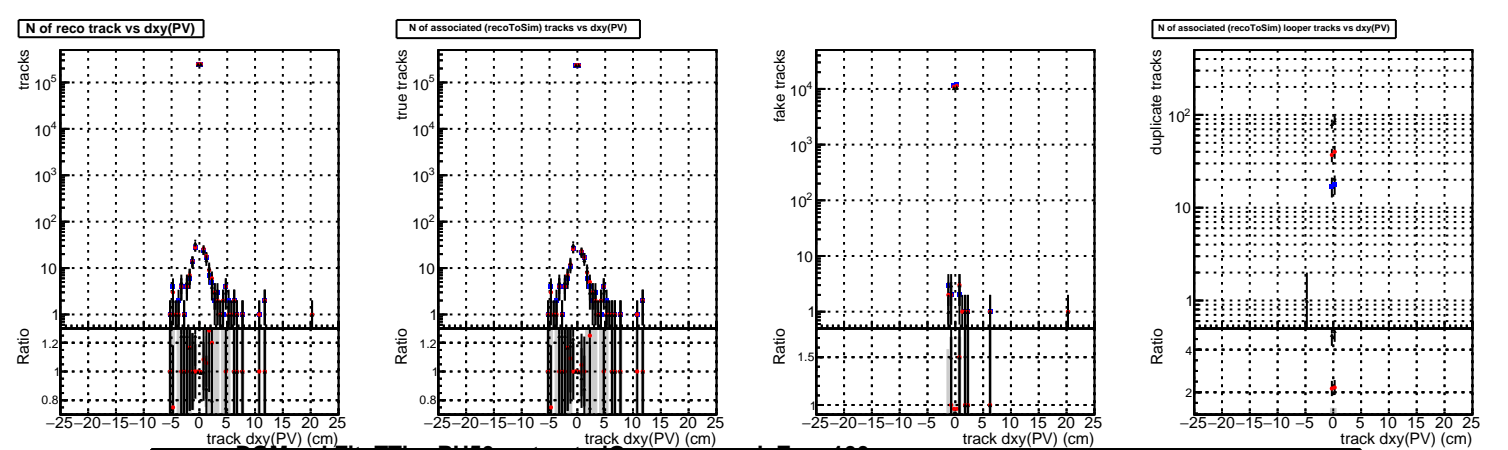 N of reco track vs dxy(PV)
tracks
10^5
10^4
10^3
10^2
10
1
Ratio
1.2
1
0.8
−25−20−15−10 −5 0 5 10 15 20 25
track dxy(PV) (cm)
N of associated (recoToSim) tracks vs dxy(PV)
true tracks
10^5
10^4
10^3
10^2
10
1
Ratio
1.2
1
0.8
−25−20−15−10 −5 0 5 10 15 20 25
track dxy(PV) (cm)
fake tracks
10^4
10^3
10^2
10
1
Ratio
1.5
1
−25−20−15−10 −5 0 5 10 15 20 25
track dxy(PV) (cm)
N of associated (recoToSim) looper tracks vs dxy(PV)
duplicate tracks
10^2
10
1
Ratio
4
2
−25−20−15−10 −5 0 5 10 15 20 25
track dxy(PV) (cm)